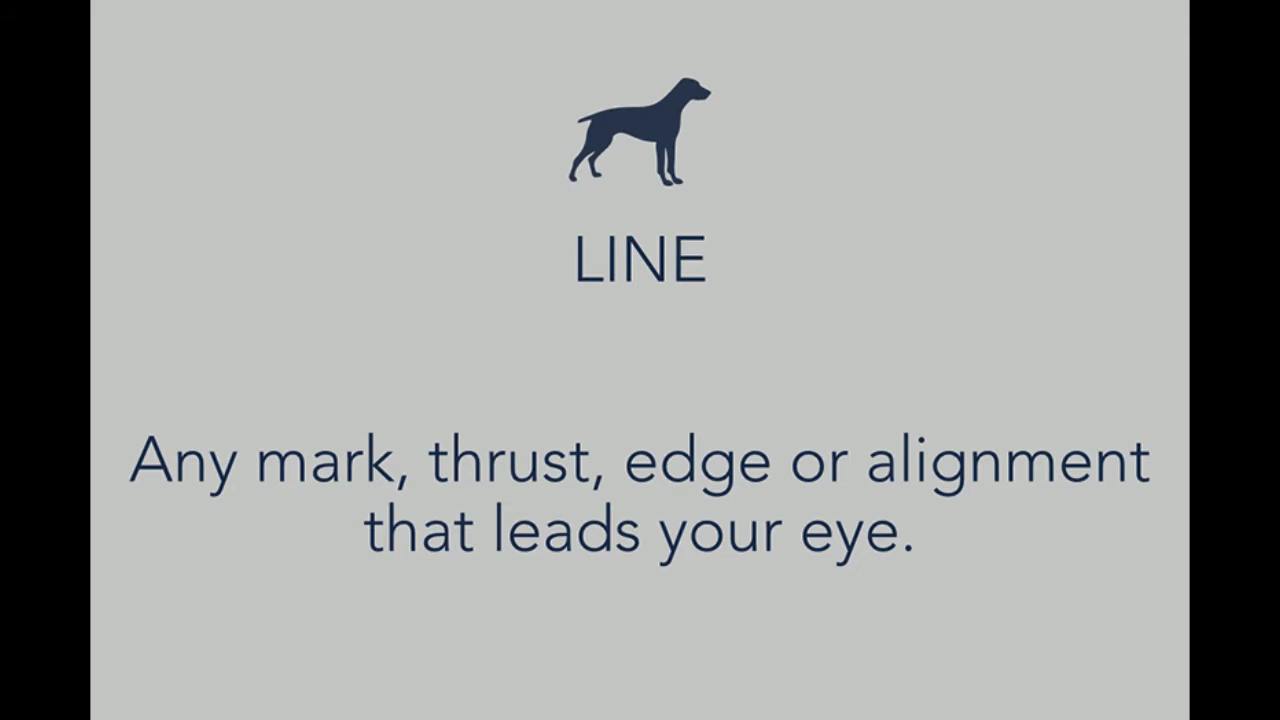 LINE
Any mark, thrust, edge or alignment
that leads your eye.